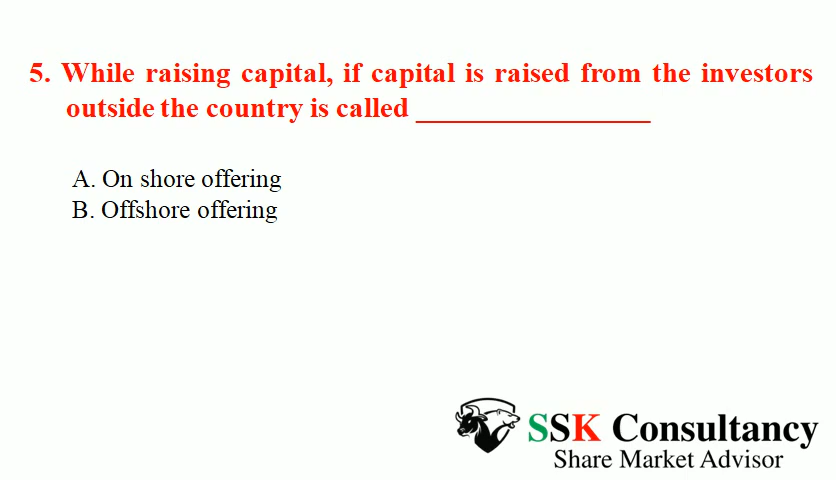 5. While raising capital, if capital is raised from the investors
outside the country is called __________________
A. On shore offering
B. Offshore offering
SSK Consultancy
Share Market Advisor